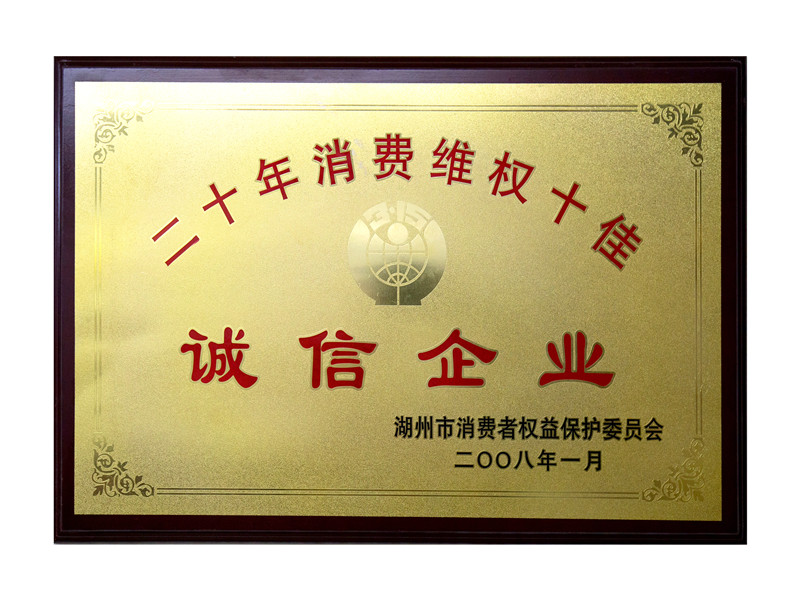 二十年消费维权十佳
诚信企业
湖州市消费者权益保护委员会
二〇〇八年一月